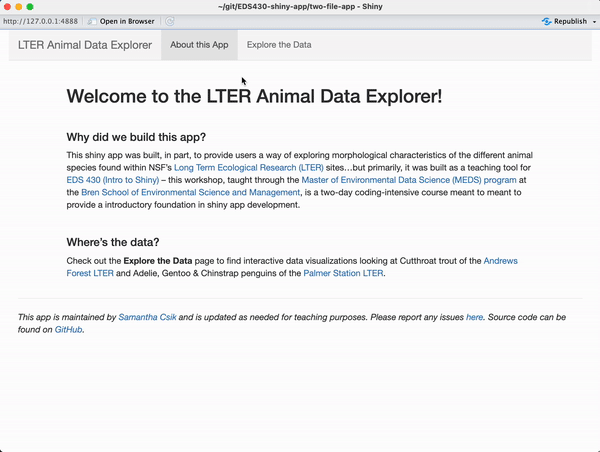 ~/git/EDS430-shiny-app/two-file-app - Shiny
http://127.0.0.1:4888 Open in Browser Republish
LTER Animal Data Explorer About this App Explore the Data
Welcome to the LTER Animal Data Explorer!
Why did we build this app?
This shiny app was built, in part, to provide users a way of exploring morphological characteristics of the different animal
species found within NSF's Long Term Ecological Research (LTER) sites...but primarily, it was built as a teaching tool for
EDS 430 (Intro to Shiny) – this workshop, taught through the Master of Environmental Data Science (MEDS) program at
the Bren School of Environmental Science and Management, is a two-day coding-intensive course meant to meant to
provide a introductory foundation in shiny app development.
Where's the data?
Check out the Explore the Data page to find interactive data visualizations looking at Cutthroat trout of the Andrews
Forest LTER and Adelie, Gentoo & Chinstrap penguins of the Palmer Station LTER.
This app is maintained by Samantha Csik and is updated as needed for teaching purposes. Please report any issues here. Source code can be
found on GitHub.